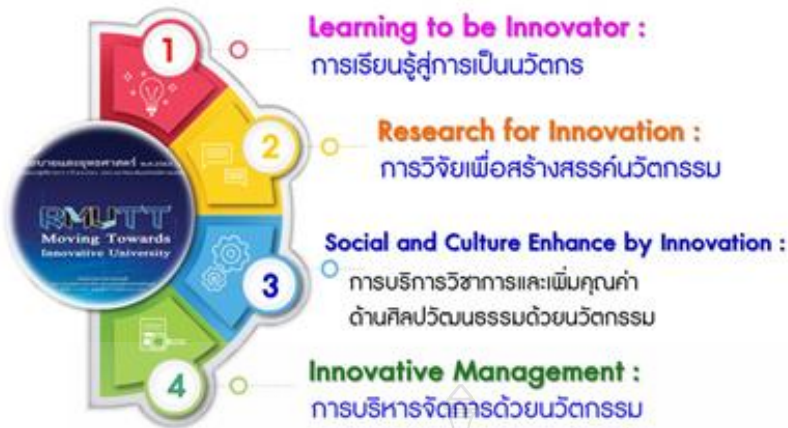 1
Learning to be Innovator :
การเรียนรู้สู่การเป็นนวัตกร
2
Research for Innovation :
การวิจัยเพื่อสร้างสรรค์นวัตกรรม
RMUTT
Moving Towards
Innovative University
3
Social and Culture Enhance by Innovation :
การบริการวิชาการและเพิ่มคุณค่า
ด้านศิลปวัฒนธรรมด้วยนวัตกรรม
4
Innovative Management :
การบริหารจัดการด้วยนวัตกรรม